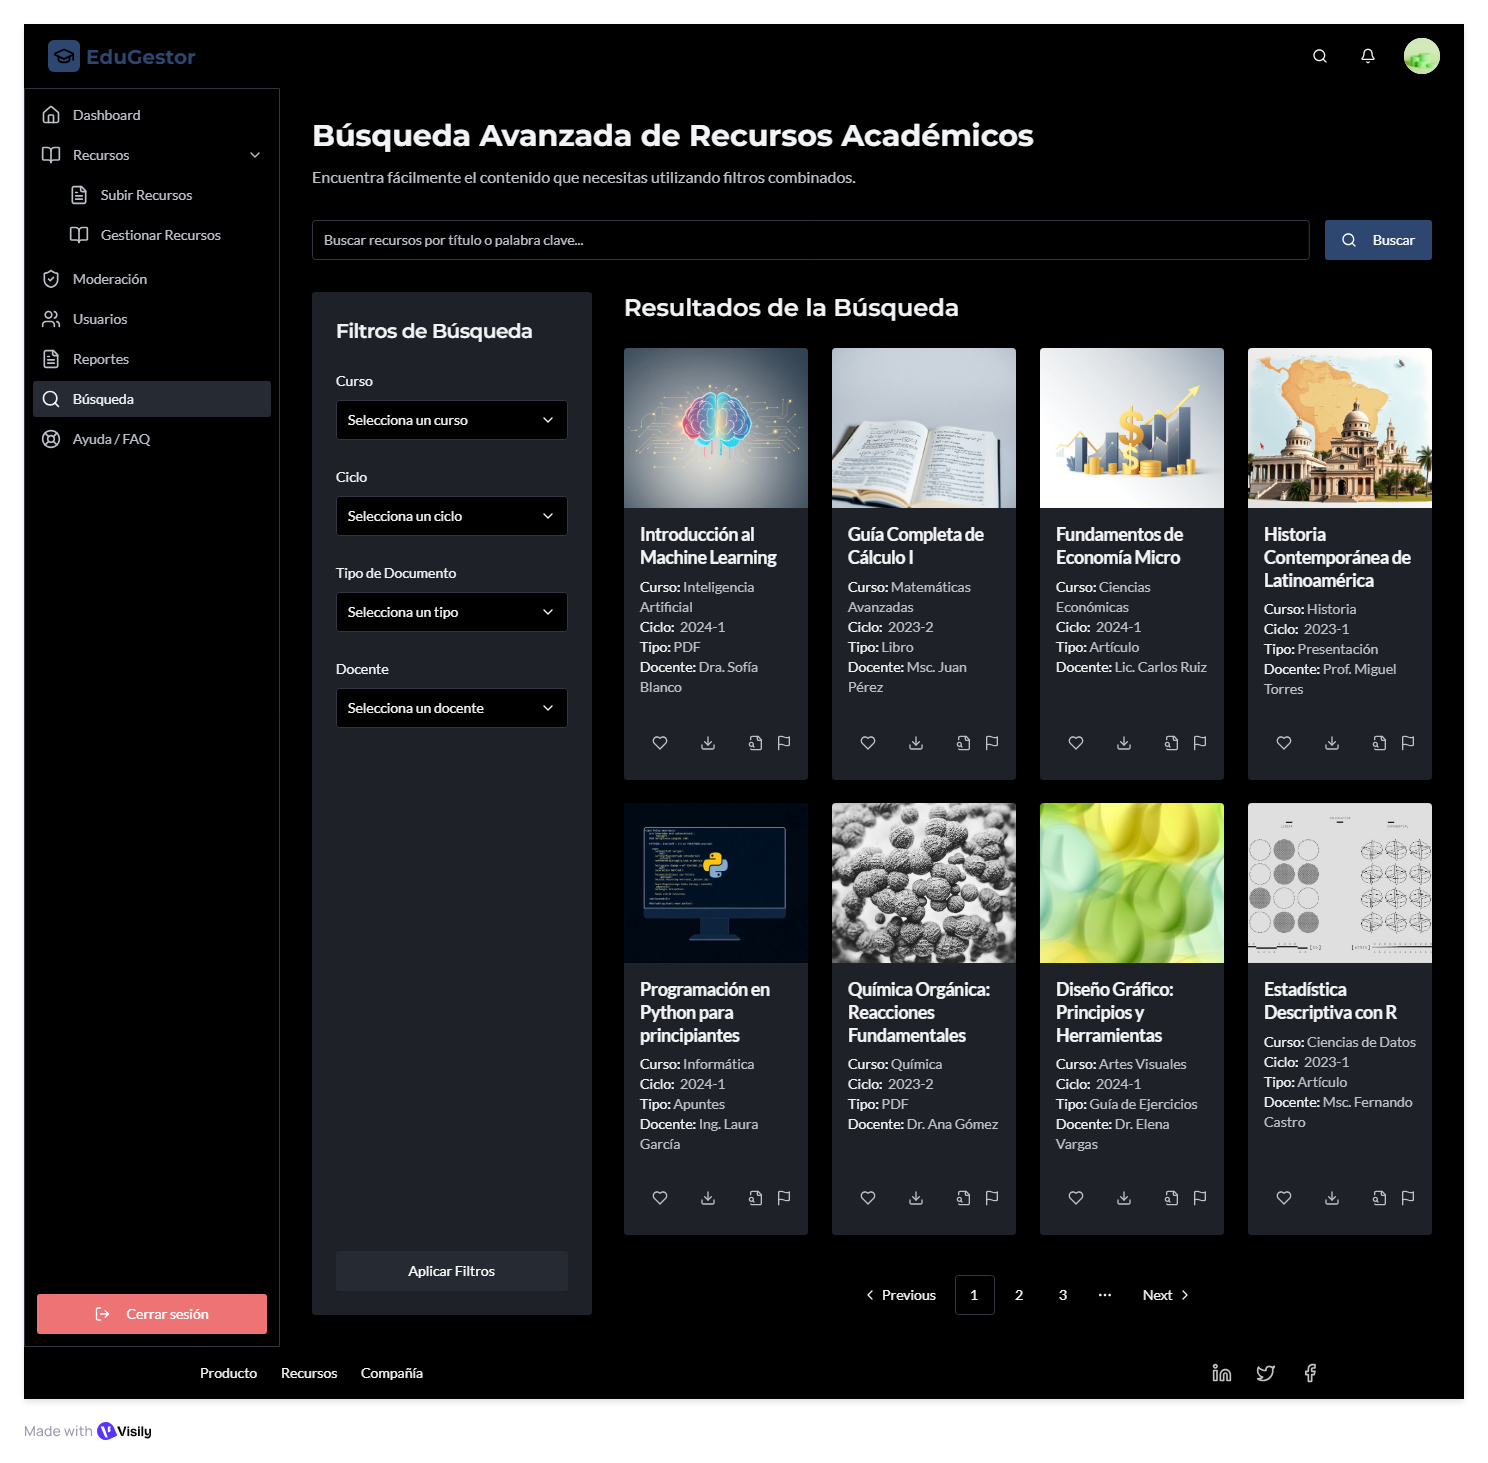 EduGestor
Dashboard
Recursos
Subir Recursos
Gestionar Recursos
Moderación
Usuarios
Reportes
Búsqueda
Ayuda / FAQ
Cerrar sesión
Búsqueda Avanzada de Recursos Académicos
Encuentra fácilmente el contenido que necesitas utilizando filtros combinados.
Buscar recursos por título o palabra clave...
Buscar
Filtros de Búsqueda
Curso
Selecciona un curso
Ciclo
Selecciona un ciclo
Tipo de Documento
Selecciona un tipo
Docente
Selecciona un docente
Aplicar Filtros
Resultados de la Búsqueda
Introducción al
Machine Learning
Curso: Inteligencia
Artificial
Ciclo: 2024-1
Tipo: PDF
Docente: Dra. Sofía
Blanco
Guía Completa de
Cálculo I
Curso: Matemáticas
Avanzadas
Ciclo: 2023-2
Tipo: Libro
Docente: Msc. Juan
Pérez
Fundamentos de
Economía Micro
Curso: Ciencias
Económicas
Ciclo: 2024-1
Tipo: Artículo
Docente: Lic. Carlos Ruiz
Historia
Contemporánea de
Latinoamérica
Curso: Historia
Ciclo: 2023-1
Tipo: Presentación
Docente: Prof. Miguel
Torres
Programación en
Python para
principiantes
Curso: Informática
Ciclo: 2024-1
Tipo: Apuntes
Docente: Ing. Laura
García
Química Orgánica:
Reacciones
Fundamentales
Curso: Química
Ciclo: 2023-2
Tipo: PDF
Docente: Dr. Ana Gómez
Diseño Gráfico:
Principios y
Herramientas
Curso: Artes Visuales
Ciclo: 2024-1
Tipo: Guía de Ejercicios
Docente: Dr. Elena
Vargas
Estadística
Descriptiva con R
Curso: Ciencias de Datos
Ciclo: 2023-1
Tipo: Artículo
Docente: Msc. Fernando
Castro
Previous 1 2 3 ... Next
Producto Recursos Compañía
Made with Visily